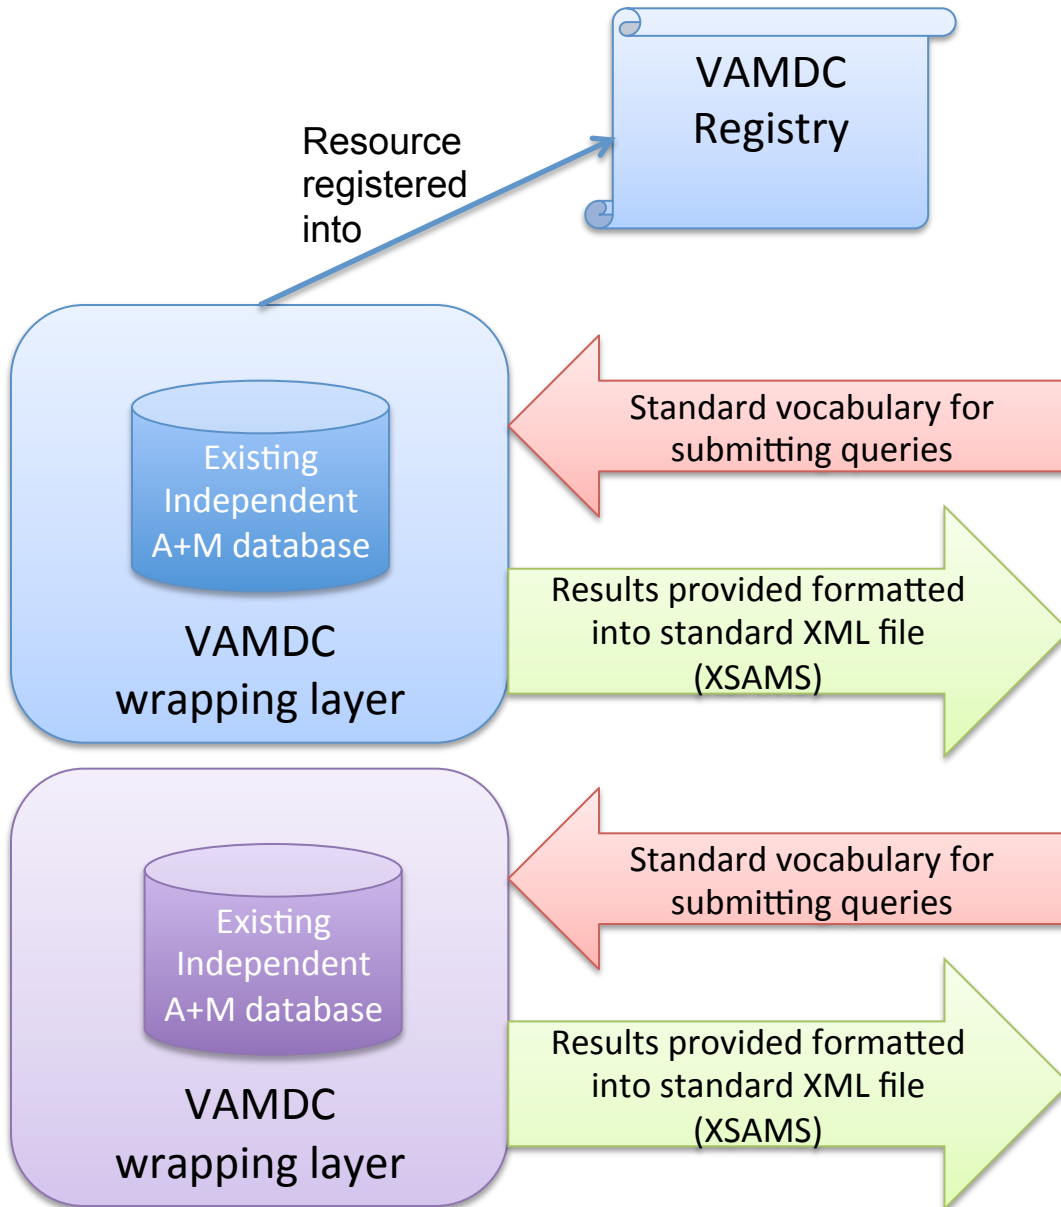 VAMDC
Registry
Resource
registered
into
Existing
Independent
A+M database
VAMDC
wrapping layer
Standard vocabulary for
submitting queries
Results provided formatted
into standard XML file
(XSAMS)
Existing
Independent
A+M database
VAMDC
wrapping layer
Standard vocabulary for
submitting queries
Results provided formatted
into standard XML file
(XSAMS)